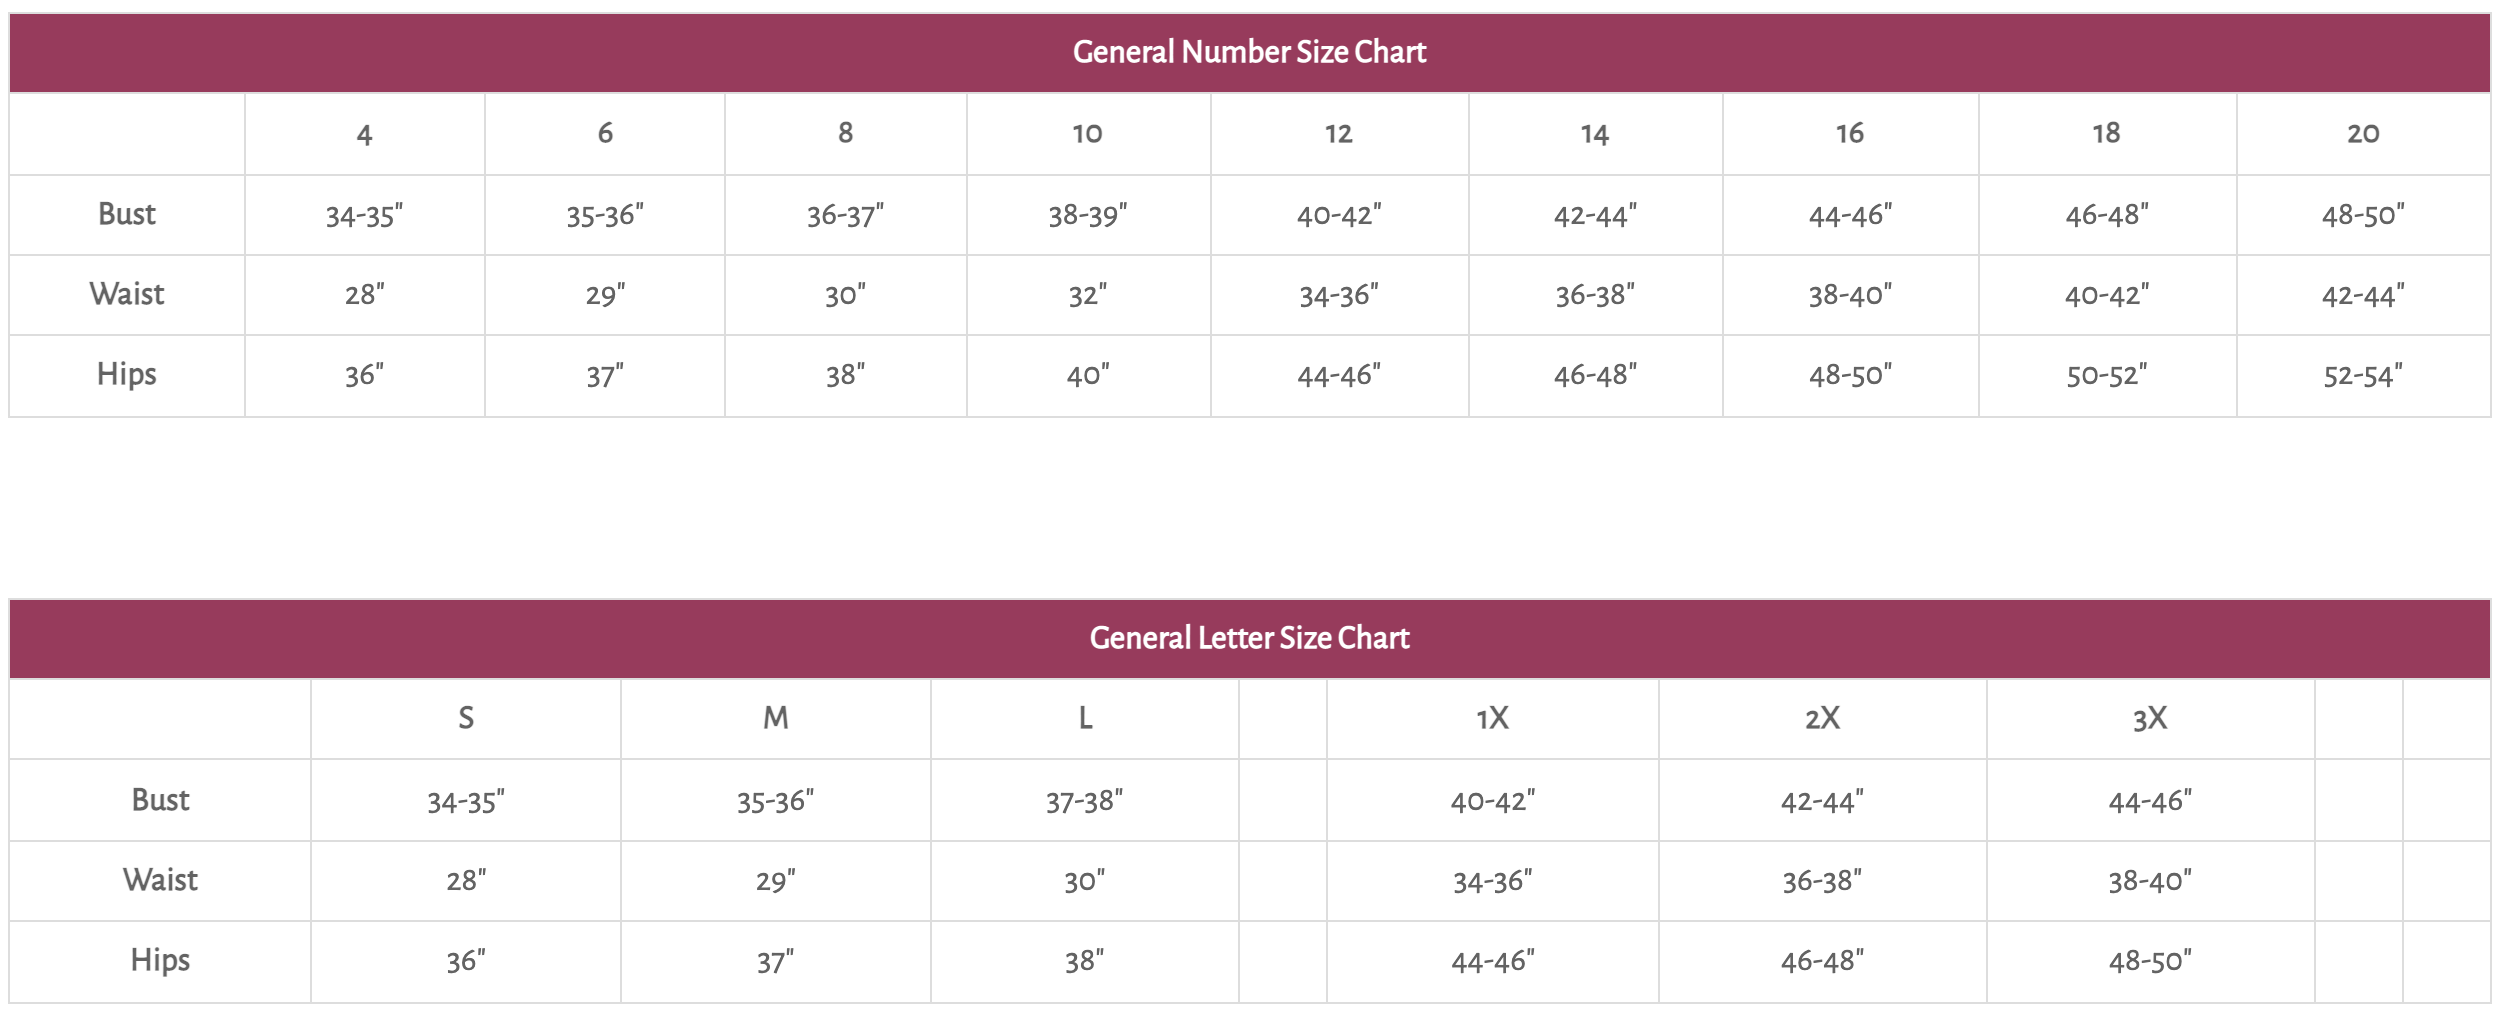 General Number Size Chart
4 6 8 10 12 14 16 18 20
Bust 34-35" 35-36" 36-37" 38-39" 40-42" 42-44" 44-46" 46-48" 48-50"
Waist 28" 29" 30" 32" 34-36" 36-38" 38-40" 40-42" 42-44"
Hips 36" 37" 38" 40" 44-46" 46-48" 48-50" 50-52" 52-54"
General Letter Size Chart
S M L 1X 2X 3X
Bust 34-35" 35-36" 37-38" 40-42" 42-44" 44-46"
Waist 28" 29" 30" 34-36" 36-38" 38-40"
Hips 36" 37" 38" 44-46" 46-48" 48-50"